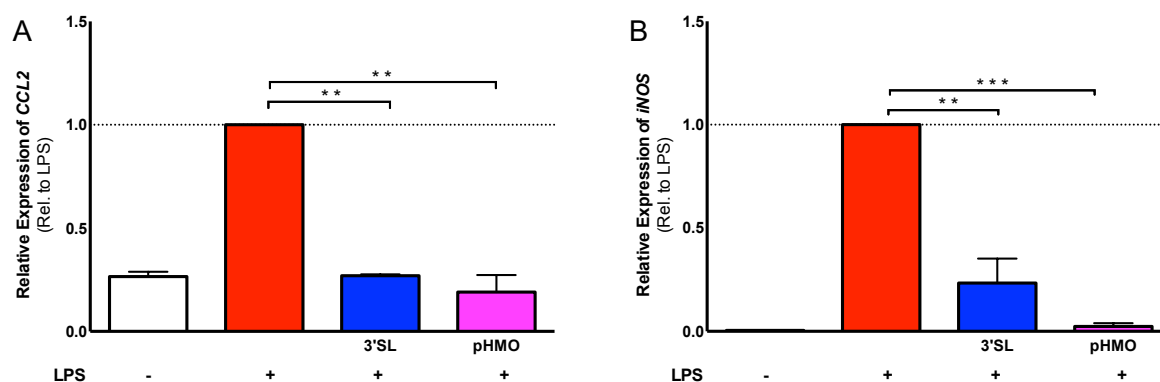 A
Relative Expression of CCL2
(Rel. to LPS)
1.5
1.0
0.5
0.0
* *
* *
3'SL pHMO
LPS - + + +
B
Relative Expression of iNOS
(Rel. to LPS)
1.5
1.0
0.5
0.0
* * *
* *
3'SL pHMO
LPS - + + +